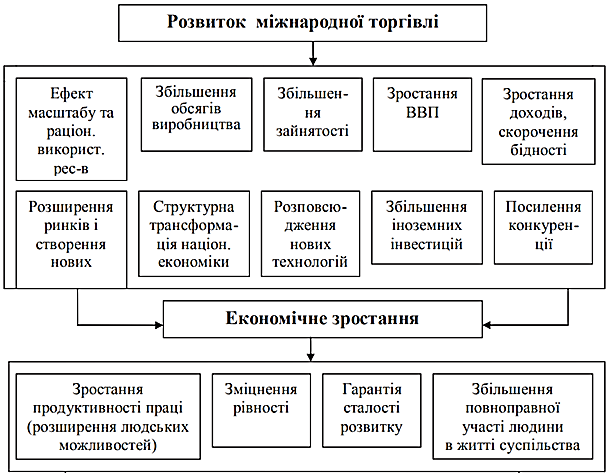 Розвиток міжнародної торгівлі
Ефект
масштабу та
раціон.
використ.
рес-в
Збільшення
обсягів
виробництва
Збільшен-
ня
зайнятості
Зростання
ВВП
Зростання
доходів,
скорочення
бідності
Розширення
ринків і
створення
нових
Структурна
трансформа-
ція націон.
економіки
Розповсю-
дження
нових
технологій
Збільшення
іноземних
інвестицій
Посилення
конкурен-
ції
Економічне зростання
Зростання
продуктивності праці
(розширення людських
можливостей)
Зміцнення
рівності
Гарантія
сталості
розвитку
Збільшення
повноправної
участі людини
в житті суспільства